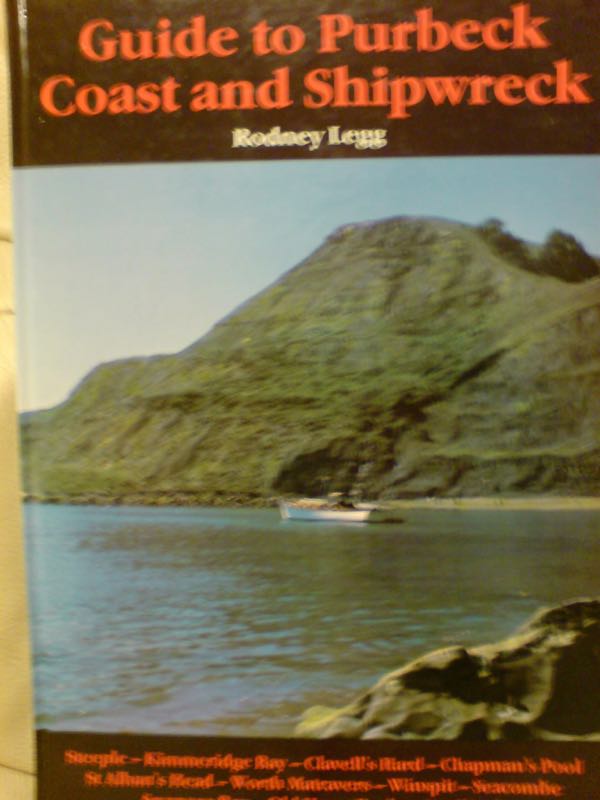 Guide to Purbeck
Coast and Shipwreck
Rodney Legg
Steeple – Kimmeridge Bay – Clavell's Hard – Chapman's Pool
St Alban's Head – Worth Matravers – Winspit – Seacombe